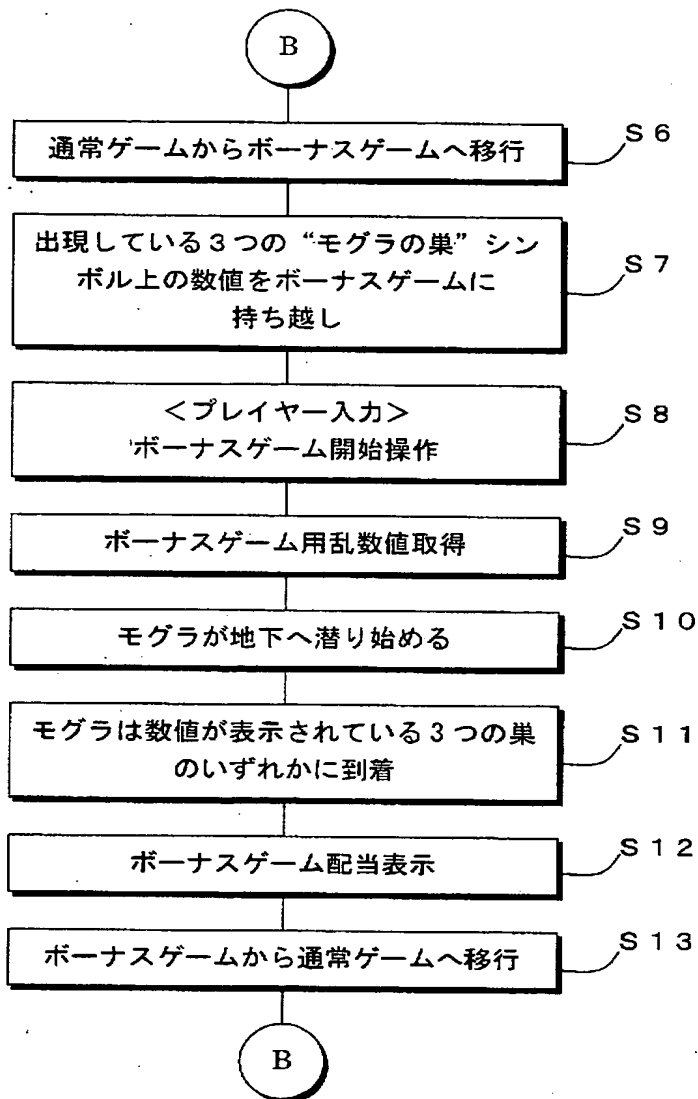 B
通常ゲームからボーナスゲームへ移行
S6
出現している3つの“モグラの巣”シン
ボル上の数値をボーナスゲームに
持ち越し
S7
＜プレイヤー入力＞
ボーナスゲーム開始操作
S8
ボーナスゲーム用乱数値取得
S9
モグラが地下へ潜り始める
S10
モグラは数値が表示されている3つの巣
のいずれかに到着
S11
ボーナスゲーム配当表示
S12
ボーナスゲームから通常ゲームへ移行
S13
B